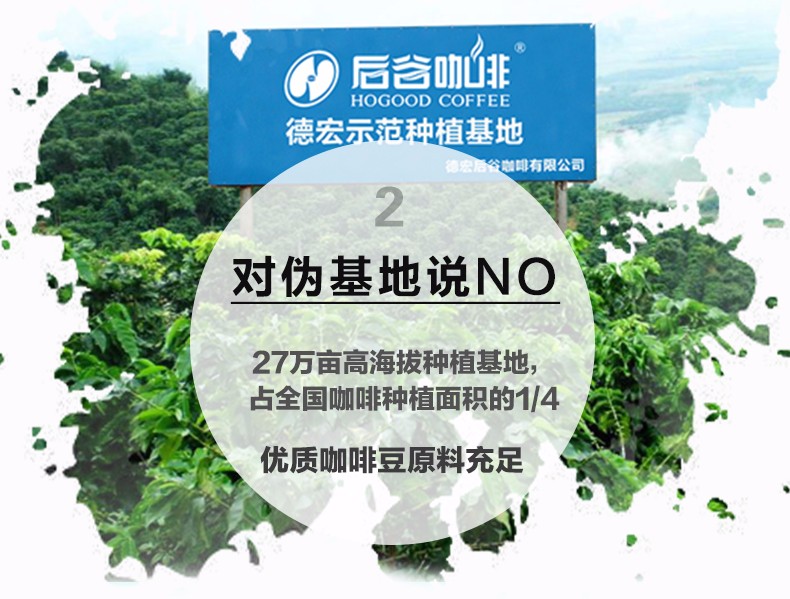 后谷咖啡®
HOGOOD COFFEE
德宏示范种植基地
德宏后谷咖啡有限公司
2
对伪基地说NO
27万亩高海拔种植基地，
占全国咖啡种植面积的1/4
优质咖啡豆原料充足